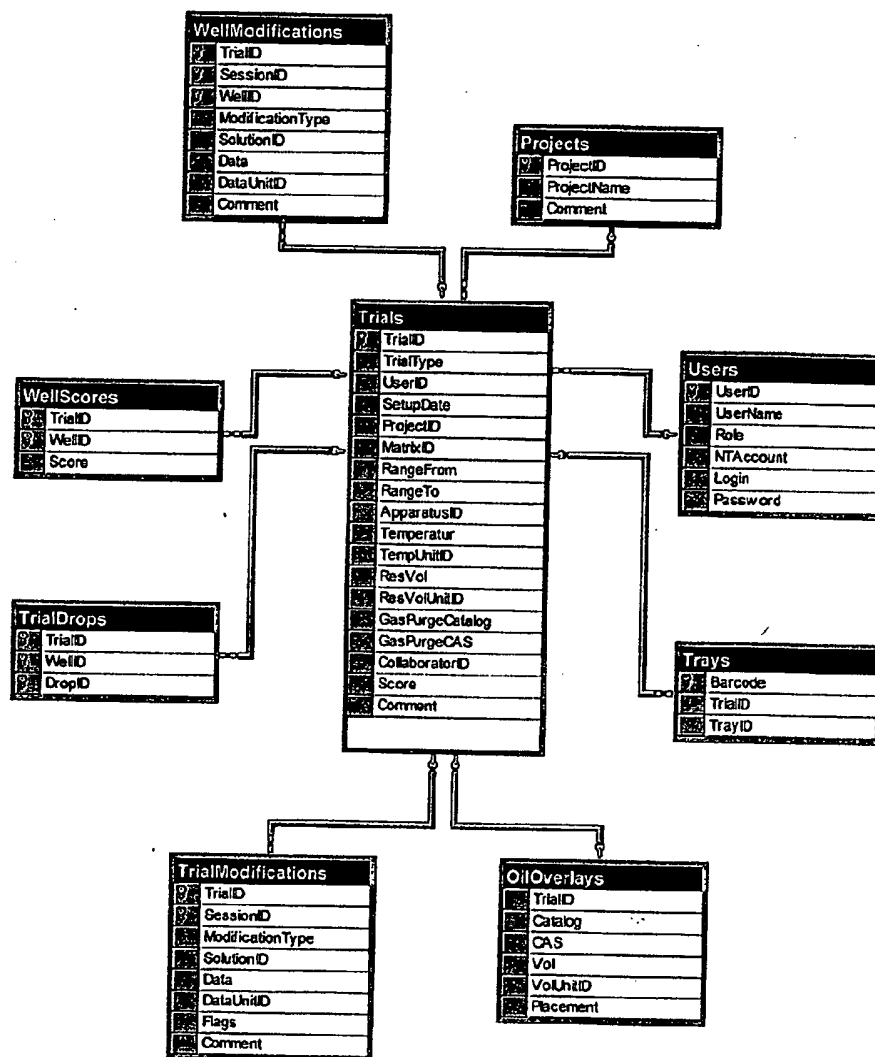 WellModifications
TrialID
SessionID
WellID
ModificationType
SolutionID
Data
DataUnitID
Comment
Projects
ProjectID
ProjectName
Comment
Trials
TrialID
TrialType
UserID
SetupDate
ProjectID
MatrixID
RangeFrom
RangeTo
ApparatusID
Temperatur
TempUnitID
ResVol
ResVolUnitID
GasPurgeCatalog
GasPurgeCAS
CollaboratorID
Score
Comment
WellScores
TrialID
WellID
Score
Users
UserID
UserName
Role
NTAccount
Login
Password
TrialDrops
TrialID
WellID
DropID
Trays
Barcode
TrialID
TrayID
TrialModifications
TrialID
SessionID
ModificationType
SolutionID
Data
DataUnitID
Flags
Comment
OilOverlays
TrialID
Catalog
CAS
Vol
VolUnitID
Placement